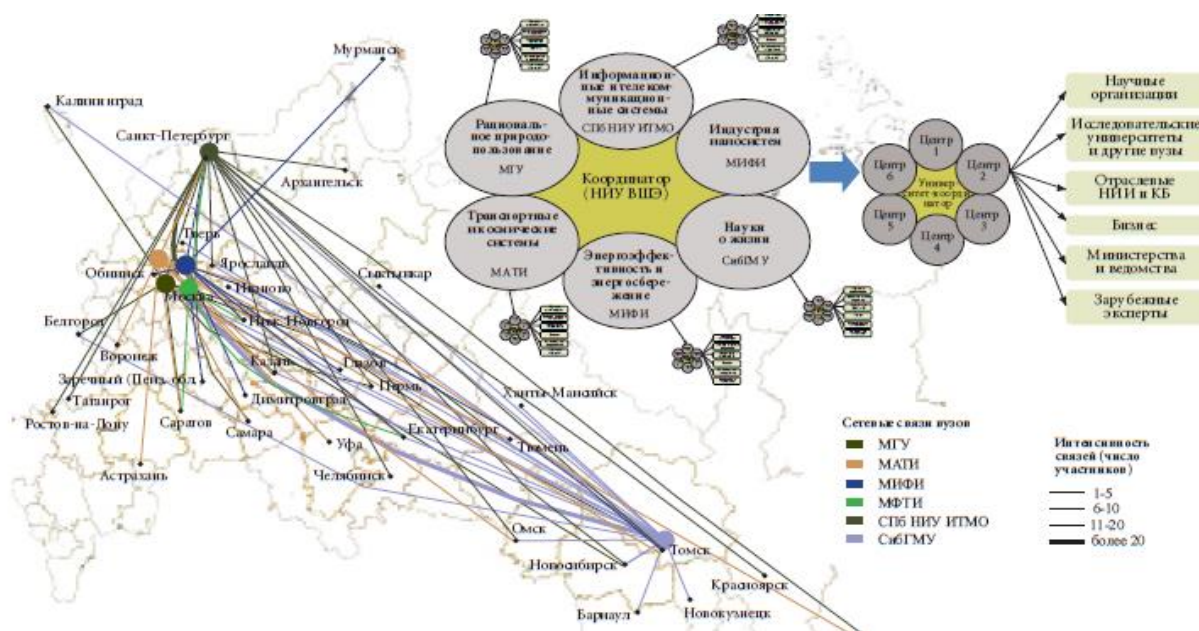 Мурманск
Калининград
Санкт-Петербург
Архангельск
Тверь
Обнинск
Ярославль
Сыктывкар
Иваново
Москва
Белгород
Ниж. Новгород
Воронеж
Казань
Глазов
Заречный (Пенз. обл.)
Пермь
Таганрог
Димитровград
Ханты-Мансийск
Ростов-на-Дону
Саратов
Самара
Екатеринбург
Уфа
Тюмень
Астрахань
Челябинск
Омск
Томск
Новосибирск
Красноярск
Барнаул
Новокузнецк
Информацион-
ные и телеком-
муникацион-
ные системы
СПб НИУ ИТМО
Рациональ-
ное природо-
пользование
МГУ
Индустрия
наносистем
МИФИ
Координатор
(НИУ ВШЭ)
Транспортные
и космические
системы
МАТИ
Науки
о жизни
СибГМУ
Энергоэффек-
тивность и
энергосбере-
жение
МИФИ
Центр
1
Центр
6
Центр
2
Универ
ситет-коорди
натор
Центр
5
Центр
3
Центр
4
Научные
организации
Исследовательские
университеты
и другие вузы
Отраслевые
НИИ и КБ
Бизнес
Министерства
и ведомства
Зарубежные
эксперты
Сетевые связи вузов
МГУ
МАТИ
МИФИ
МФТИ
СПб НИУ ИТМО
СибГМУ
Интенсивность
связей (число
участников)
1-5
6-10
11-20
более 20